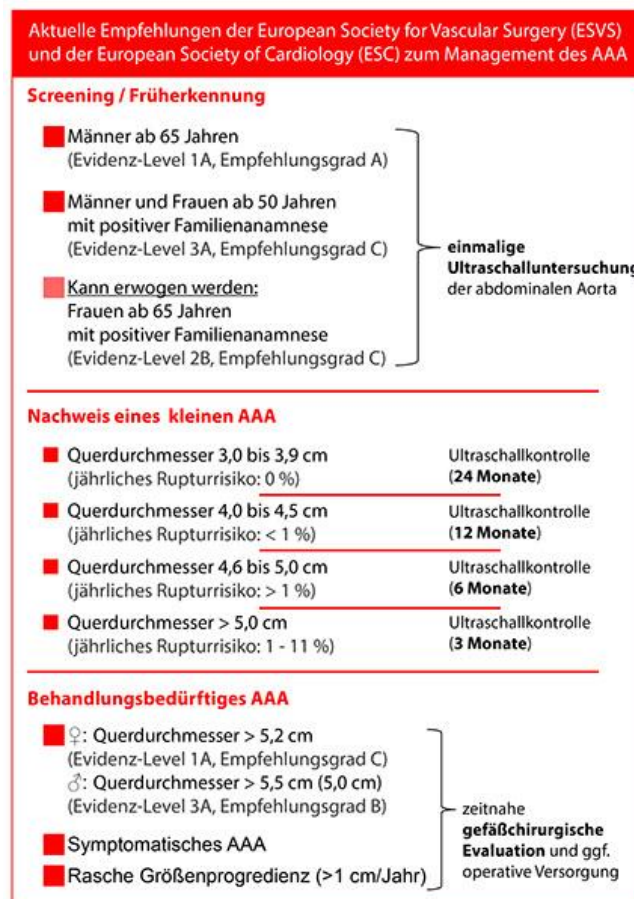 Aktuelle Empfehlungen der European Society for Vascular Surgery (ESVS)
und der European Society of Cardiology (ESC) zum Management des AAA
Screening / Früherkennung
Männer ab 65 Jahren
(Evidenz-Level 1A, Empfehlungsgrad A)
Männer und Frauen ab 50 Jahren
mit positiver Familienanamnese
(Evidenz-Level 3A, Empfehlungsgrad C)
Kann erwogen werden:
Frauen ab 65 Jahren
mit positiver Familienanamnese
(Evidenz-Level 2B, Empfehlungsgrad C)
einmalige
Ultraschalluntersuchung
der abdominalen Aorta
Nachweis eines kleinen AAA
Querdurchmesser 3,0 bis 3,9 cm
(jährliches Rupturrisiko: 0 %)
Ultraschallkontrolle
(24 Monate)
Querdurchmesser 4,0 bis 4,5 cm
(jährliches Rupturrisiko: < 1 %)
Ultraschallkontrolle
(12 Monate)
Querdurchmesser 4,6 bis 5,0 cm
(jährliches Rupturrisiko: > 1 %)
Ultraschallkontrolle
(6 Monate)
Querdurchmesser > 5,0 cm
(jährliches Rupturrisiko: 1 - 11 %)
Ultraschallkontrolle
(3 Monate)
Behandlungsbedürftiges AAA
♀: Querdurchmesser > 5,2 cm
(Evidenz-Level 1A, Empfehlungsgrad C)
♂: Querdurchmesser > 5,5 cm (5,0 cm)
(Evidenz-Level 3A, Empfehlungsgrad B)
Symptomatisches AAA
Rasche Größenprogredienz (>1 cm/Jahr)
zeitnahe
gefäßchirurgische
Evaluation und ggf.
operative Versorgung